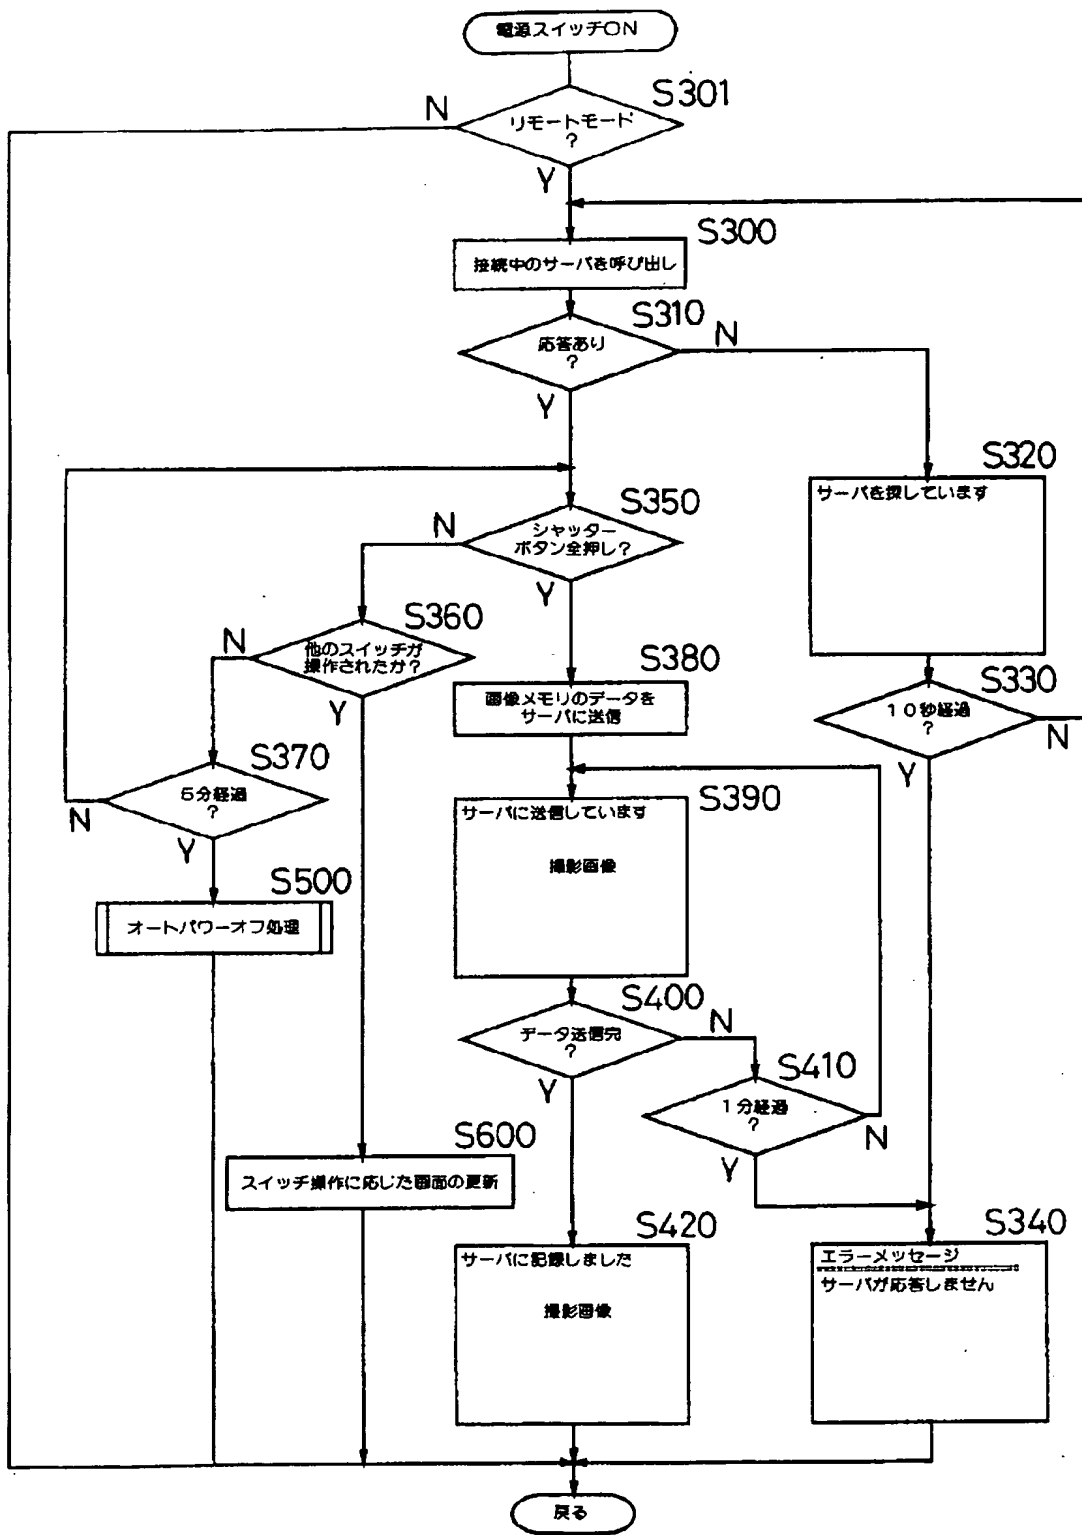 電源スイッチON
S301
N
リモートモード
?
Y
S300
接続中のサーバを呼び出し
S310
応答あり
?
N
Y
S320
サーバを探しています
S350
シャッター
ボタン全押し?
N
Y
S360
他のスイッチが
操作されたか?
N
Y
S380
画像メモリのデータを
サーバに送信
S330
10秒経過
?
N
Y
S370
5分経過
?
N
Y
S390
サーバに送信しています
撮影画像
S500
オートパワーオフ処理
S400
データ送信完
?
N
Y
S410
1分経過
?
N
Y
S600
スイッチ操作に応じた画面の更新
S420
サーバに記録しました
撮影画像
S340
エラーメッセージ
サーバが応答しません
戻る